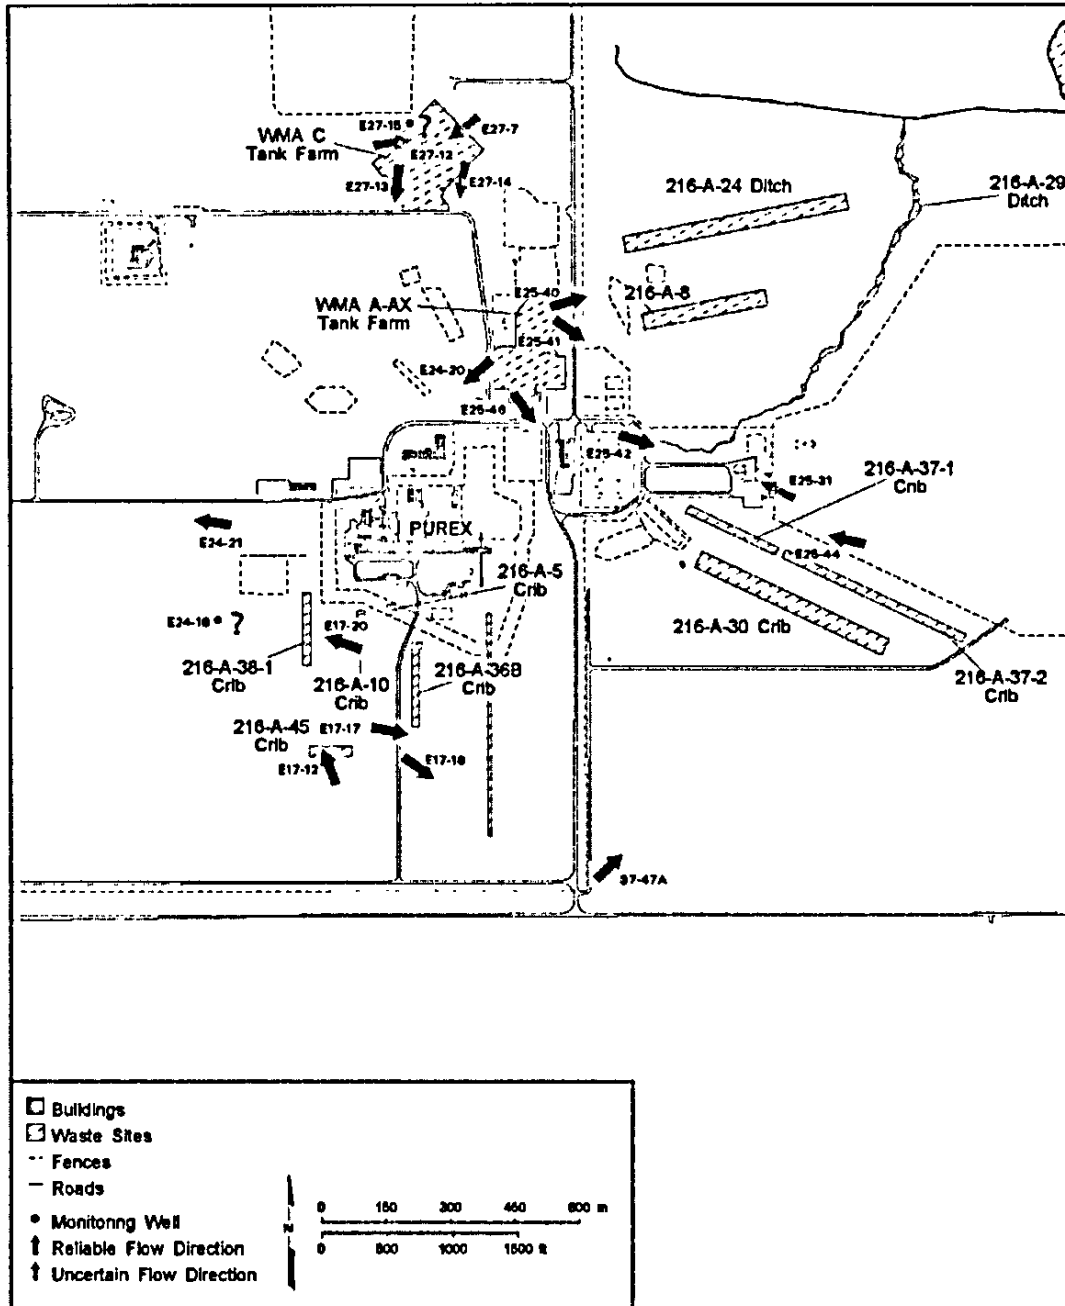 E27-15
E27-7
WMA C
Tank Farm
E27-12
E27-13
E27-14
216-A-24 Ditch
216-A-29
Ditch
E25-40
216-A-8
WMA A-AX
Tank Farm
E25-41
E24-20
E25-46
E25-42
E25-31
216-A-37-1
Crib
E24-21
PUREX
E25-44
216-A-5
Crib
E24-18
?
E17-20
216-A-30 Crib
216-A-38-1
Crib
216-A-10
Crib
216-A-36B
Crib
216-A-37-2
Crib
216-A-45
Crib
E17-17
E17-12
E17-18
37-47A
Buildings
Waste Sites
Fences
Roads
Monitoring Well
Reliable Flow Direction
Uncertain Flow Direction
N
0 150 300 450 600 m
0 500 1000 1500 ft